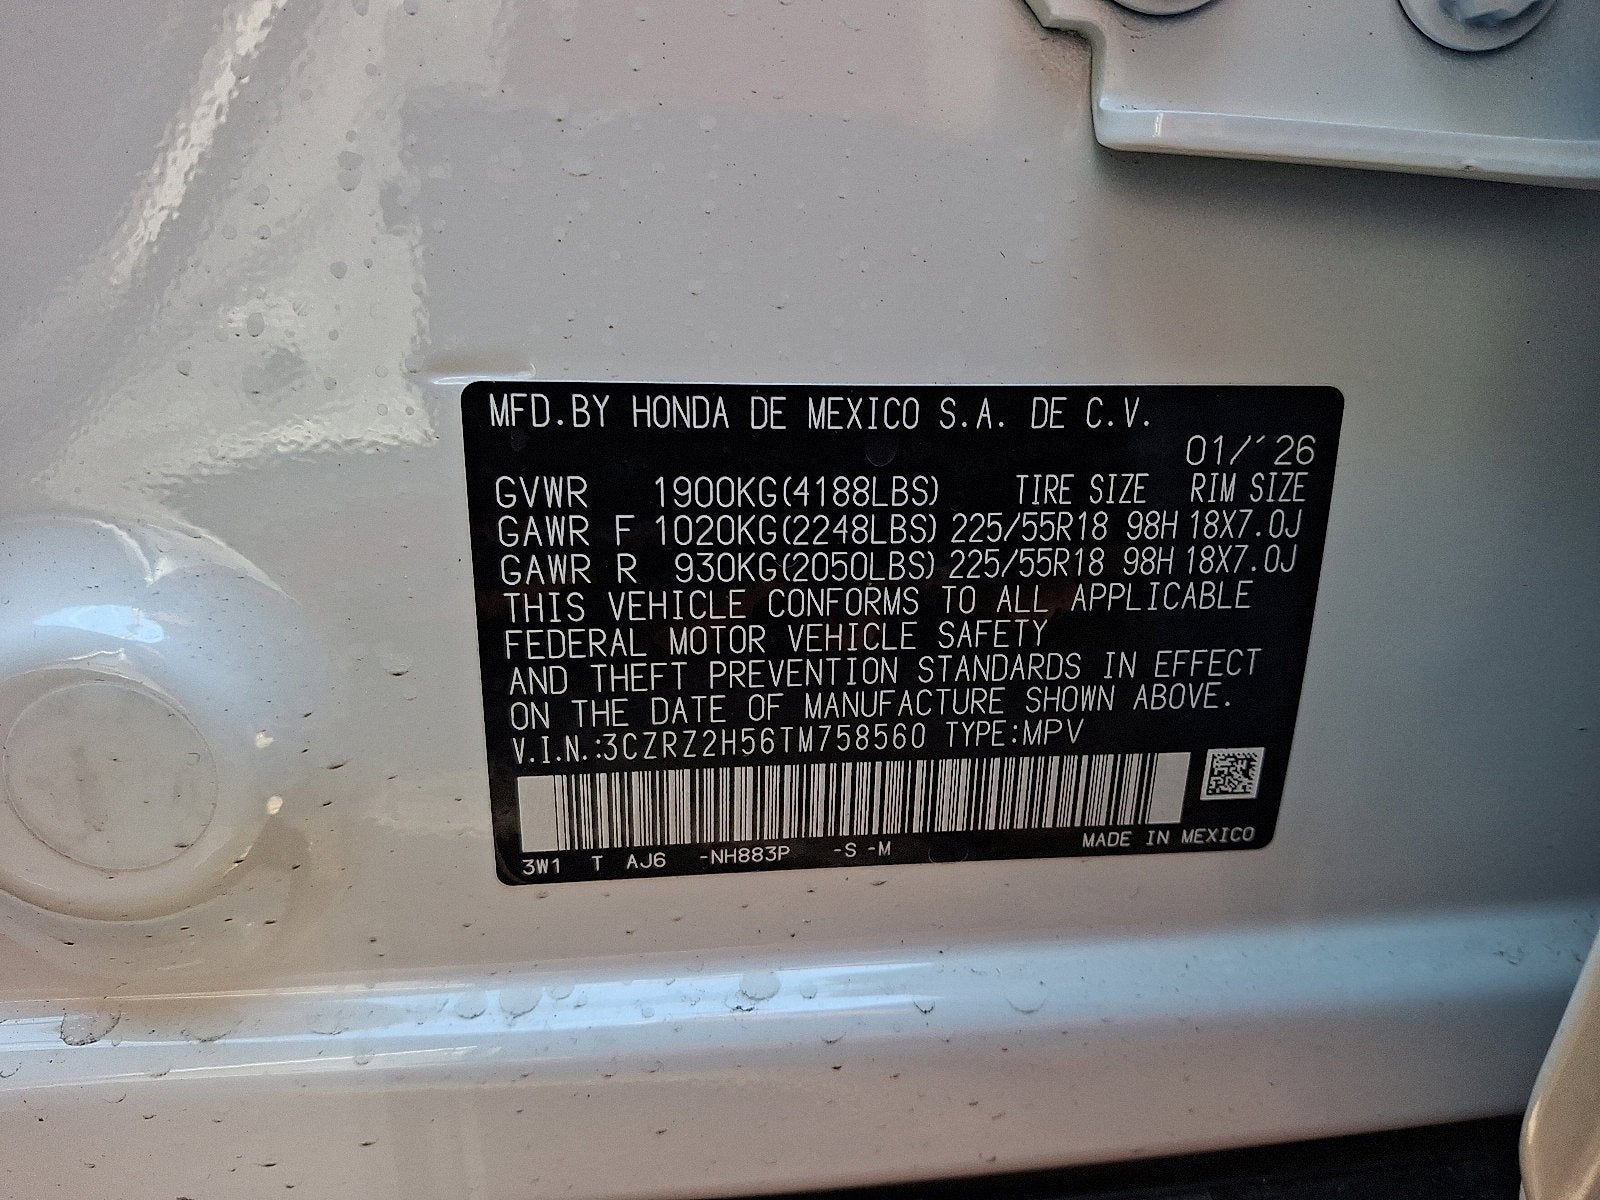 MFD.BY HONDA DE MEXICO S.A. DE C.V.
01/´26
GVWR 1900KG(4188LBS) TIRE SIZE RIM SIZE
GAWR F 1020KG(2248LBS) 225/55R18 98H 18X7.0J
GAWR R 930KG(2050LBS) 225/55R18 98H 18X7.0J
THIS VEHICLE CONFORMS TO ALL APPLICABLE
FEDERAL MOTOR VEHICLE SAFETY
AND THEFT PREVENTION STANDARDS IN EFFECT
ON THE DATE OF MANUFACTURE SHOWN ABOVE.
V.I.N.:3CZRZ2H56TM758560 TYPE:MPV
3W1 T AJ6 -NH883P -S -M MADE IN MEXICO